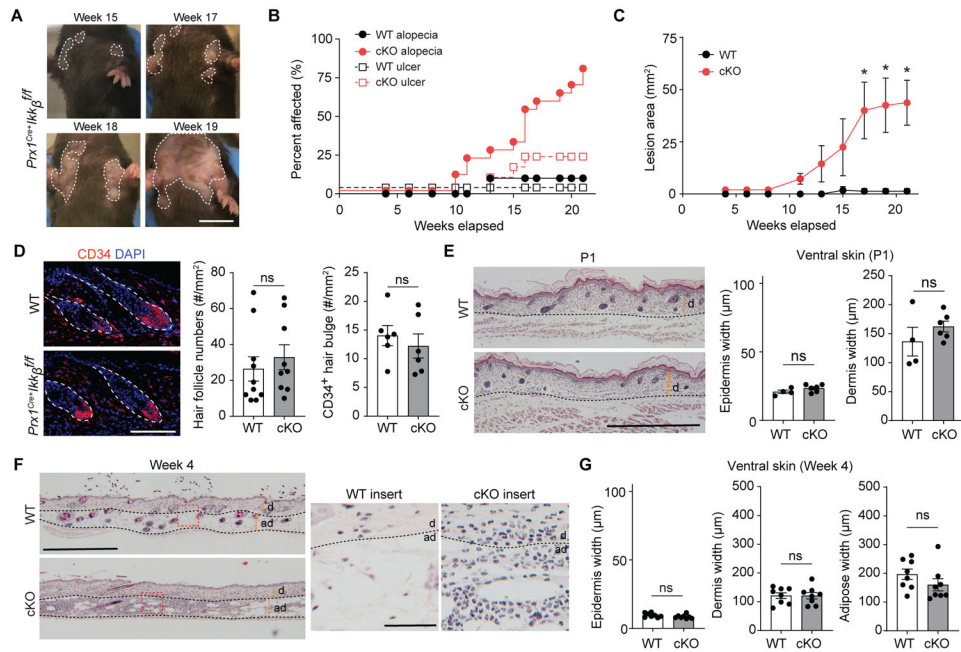 A
Week 15
Week 17
Week 18
Week 19
Prx1Cre+Ikkβf/f
B
WT alopecia
cKO alopecia
WT ulcer
cKO ulcer
Percent affected (%)
100
75
50
25
0
0 5 10 15 20
Weeks elapsed
C
WT
cKO
Lesion area (mm2)
75
50
25
0
* * *
0 5 10 15 20
Weeks elapsed
D
CD34 DAPI
WT
Prx1Cre+Ikkβf/f
Hair follicle numbers (#/mm2)
80
60
40
20
0
ns
WT cKO
CD34+ hair bulge (#/mm2)
30
20
10
0
ns
WT cKO
E
P1
WT
d
cKO
d
Ventral skin (P1)
Epidermis width (µm)
100
50
0
ns
WT cKO
Dermis width (µm)
250
200
150
100
50
0
ns
WT cKO
F
Week 4
WT
d
ad
cKO
d
ad
WT insert
d
ad
cKO insert
d
ad
G
Ventral skin (Week 4)
Epidermis width (µm)
100
50
0
ns
WT cKO
Dermis width (µm)
500
400
300
200
100
0
ns
WT cKO
Adipose width (µm)
500
400
300
200
100
0
ns
WT cKO